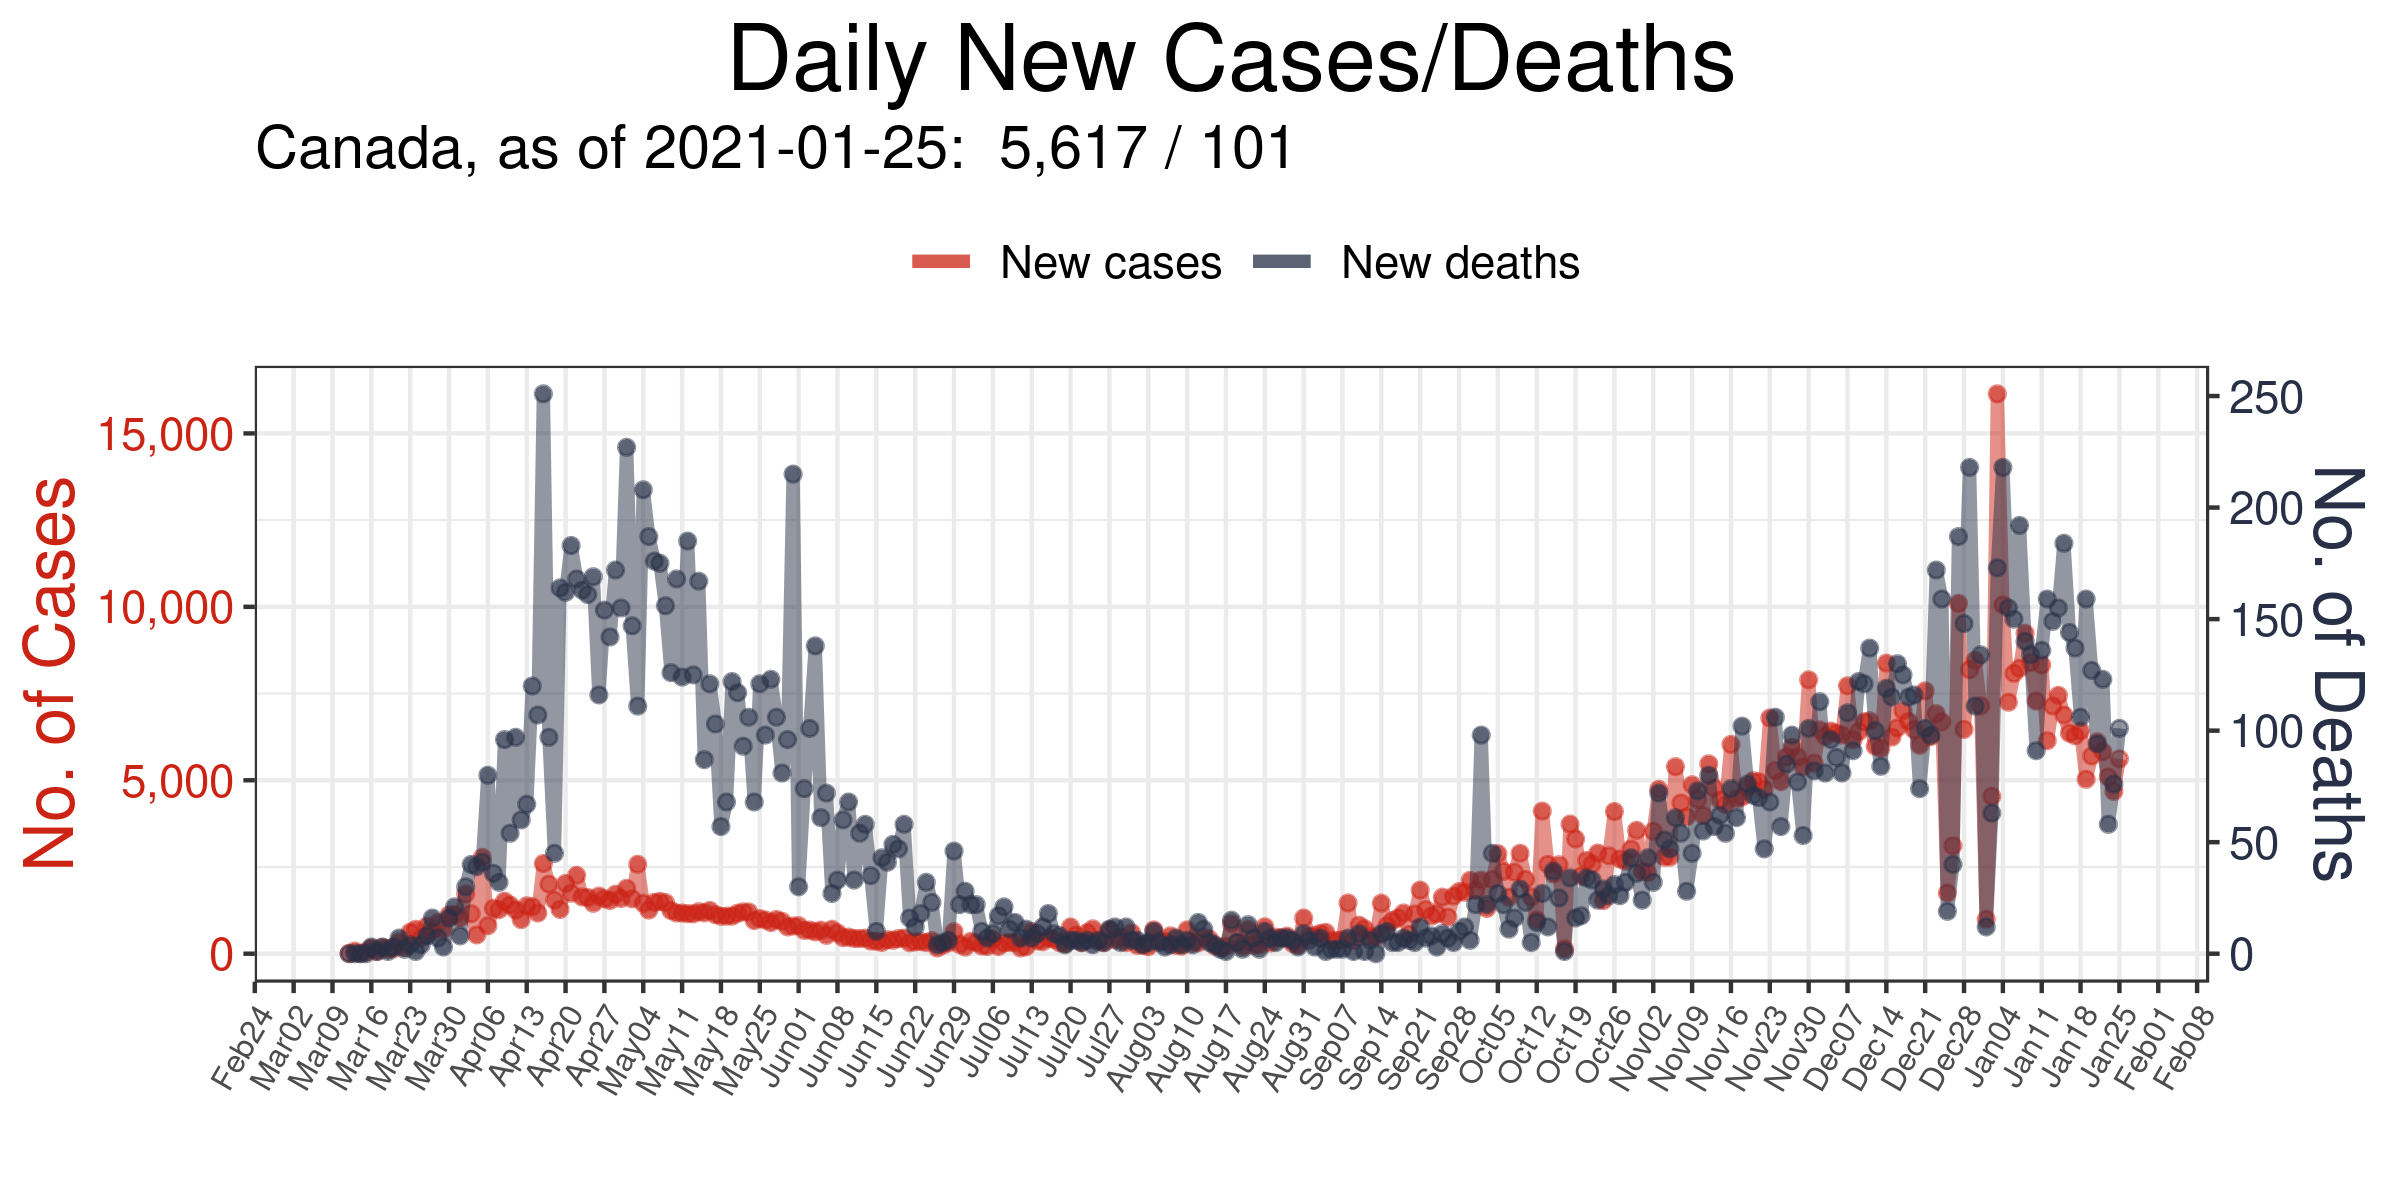 Daily New Cases/Deaths
Canada, as of 2021-01-25:  5,617 / 101
New cases New deaths
No. of Cases
15,000
10,000
5,000
0
250
200
150
100
50
0
No. of Deaths
Feb24 Mar02 Mar09 Mar16 Mar23 Mar30 Apr06 Apr13 Apr20 Apr27 May04 May11 May18 May25 Jun01 Jun08 Jun15 Jun22 Jun29 Jul06 Jul13 Jul20 Jul27 Aug03 Aug10 Aug17 Aug24 Aug31 Sep07 Sep14 Sep21 Sep28 Oct05 Oct12 Oct19 Oct26 Nov02 Nov09 Nov16 Nov23 Nov30 Dec07 Dec14 Dec21 Dec28 Jan04 Jan11 Jan18 Jan25 Feb01 Feb08